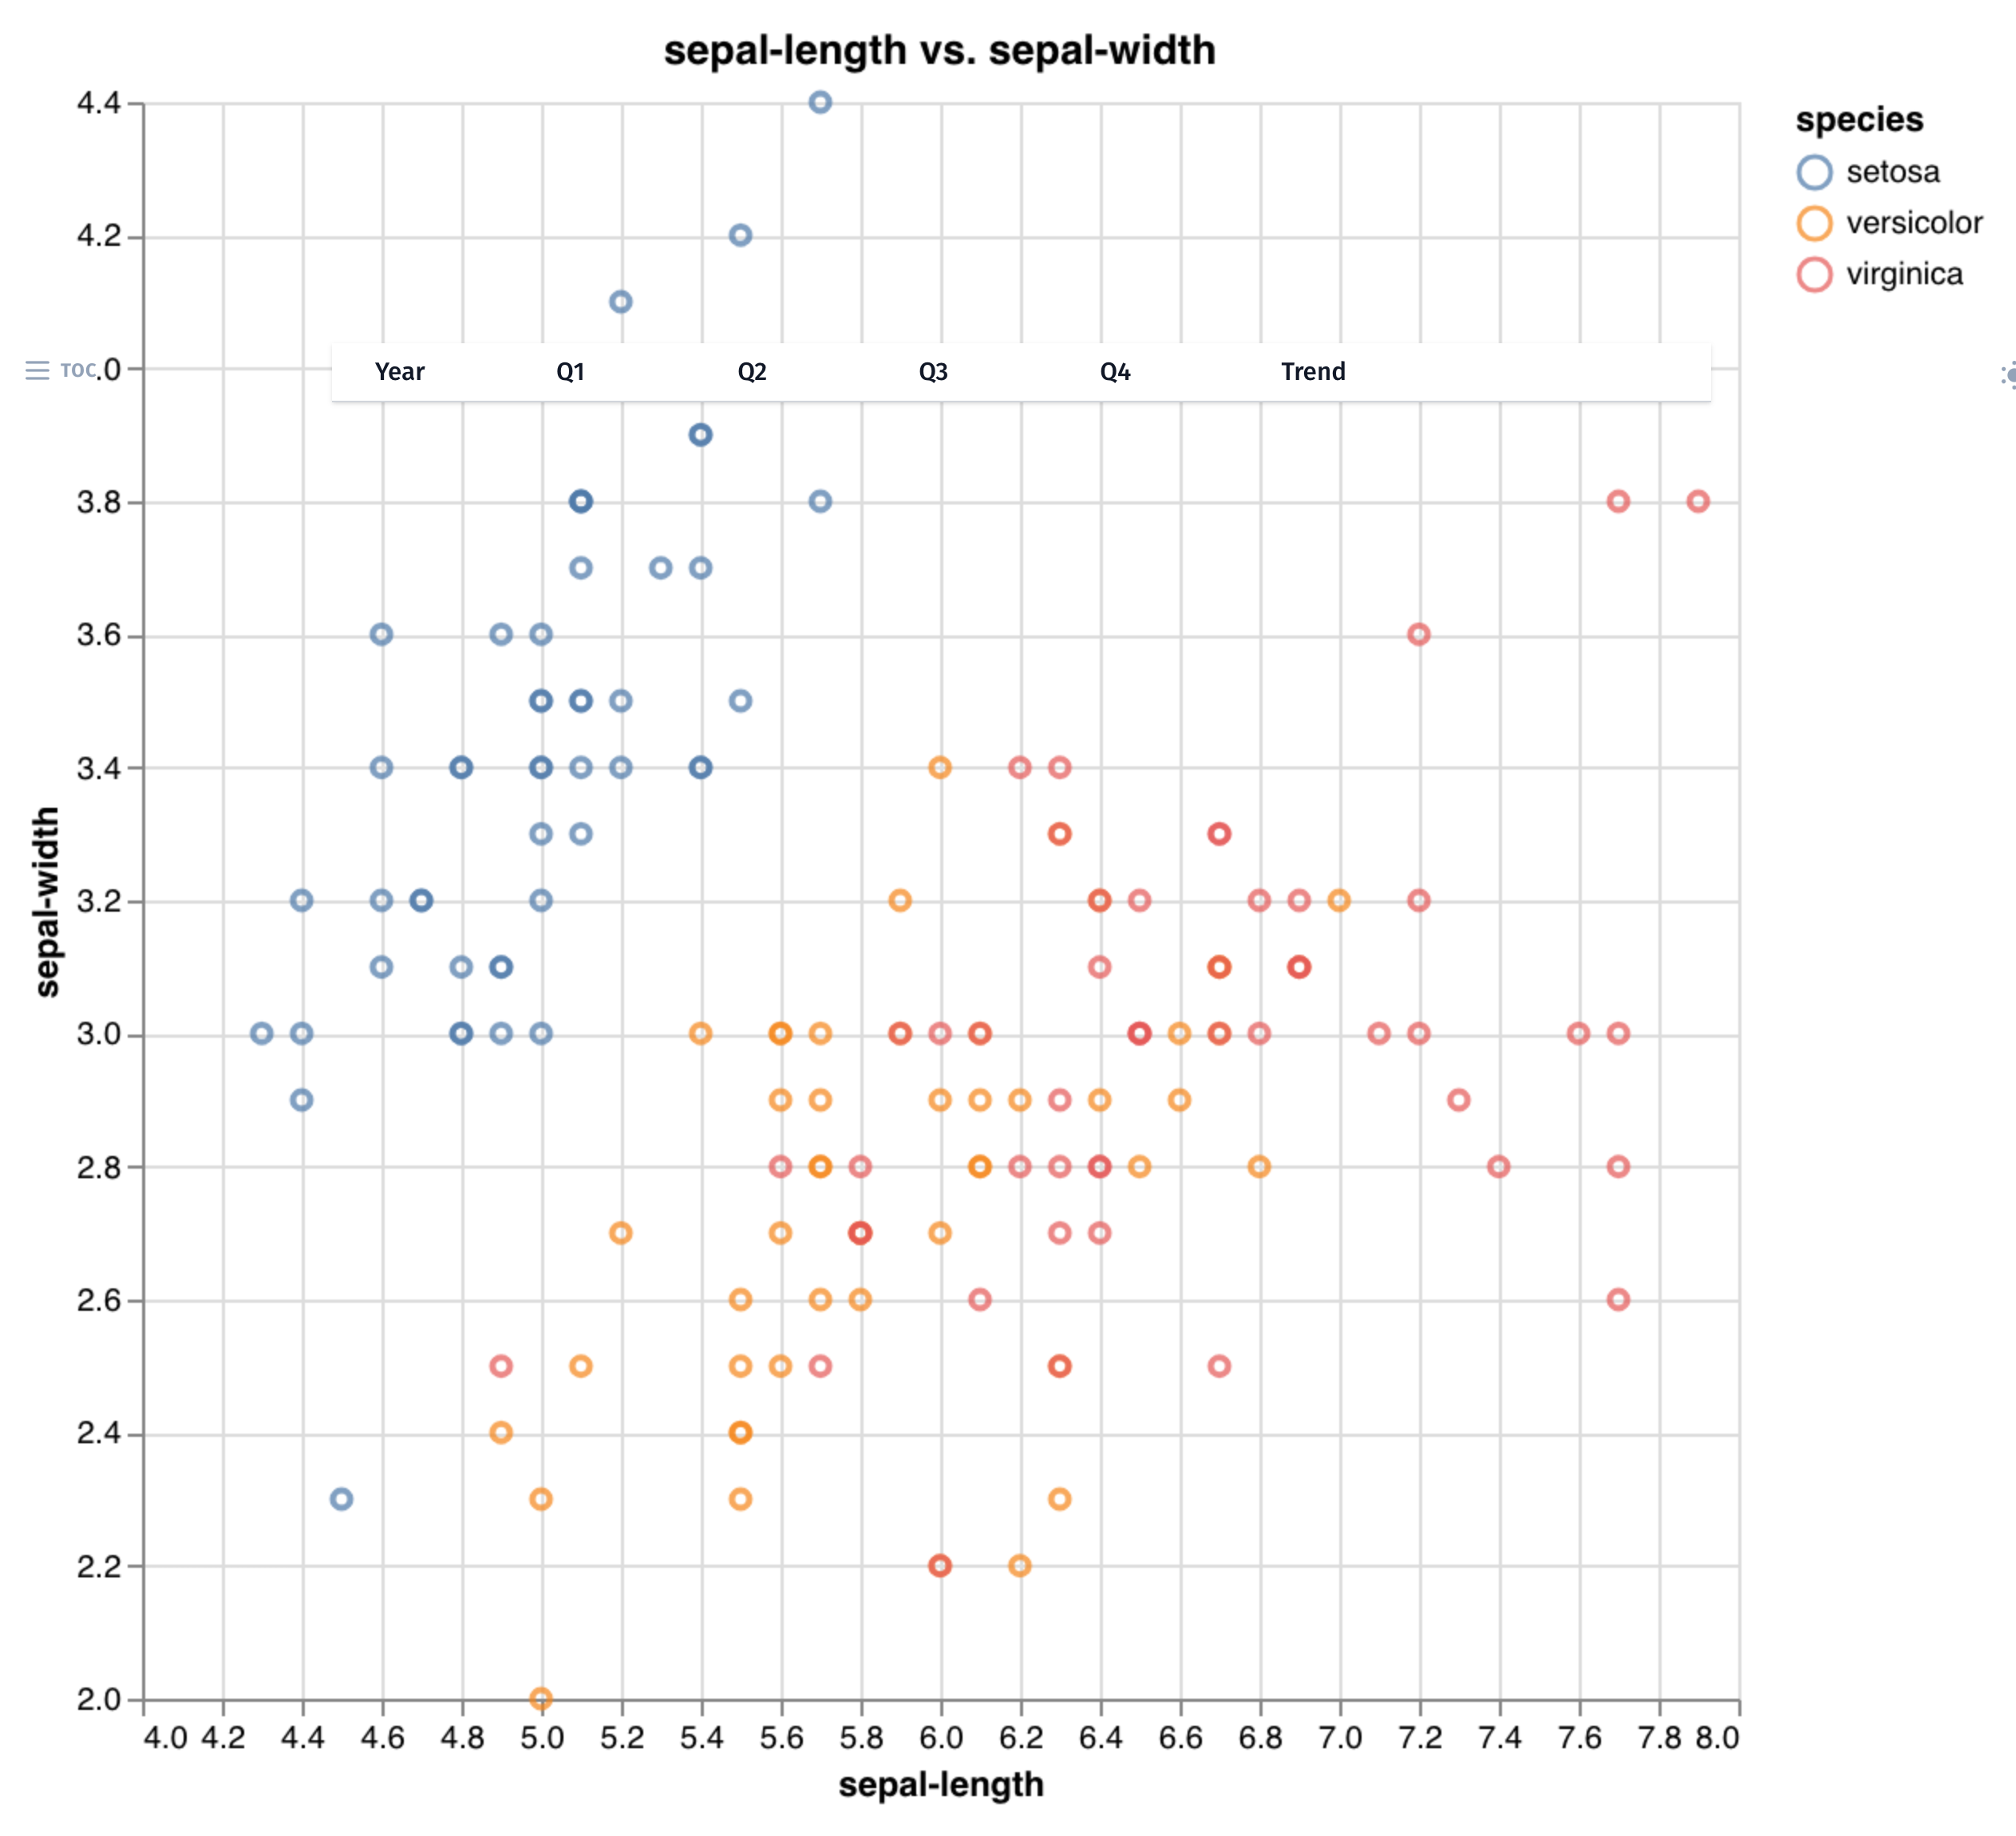 sepal-length vs. sepal-width
4.4
4.2
.0
3.8
3.6
3.4
3.2
3.0
2.8
2.6
2.4
2.2
2.0
sepal-width
species
setosa
versicolor
virginica
TOC
Year Q1 Q2 Q3 Q4 Trend
4.0 4.2 4.4 4.6 4.8 5.0 5.2 5.4 5.6 5.8 6.0 6.2 6.4 6.6 6.8 7.0 7.2 7.4 7.6 7.8 8.0
sepal-length